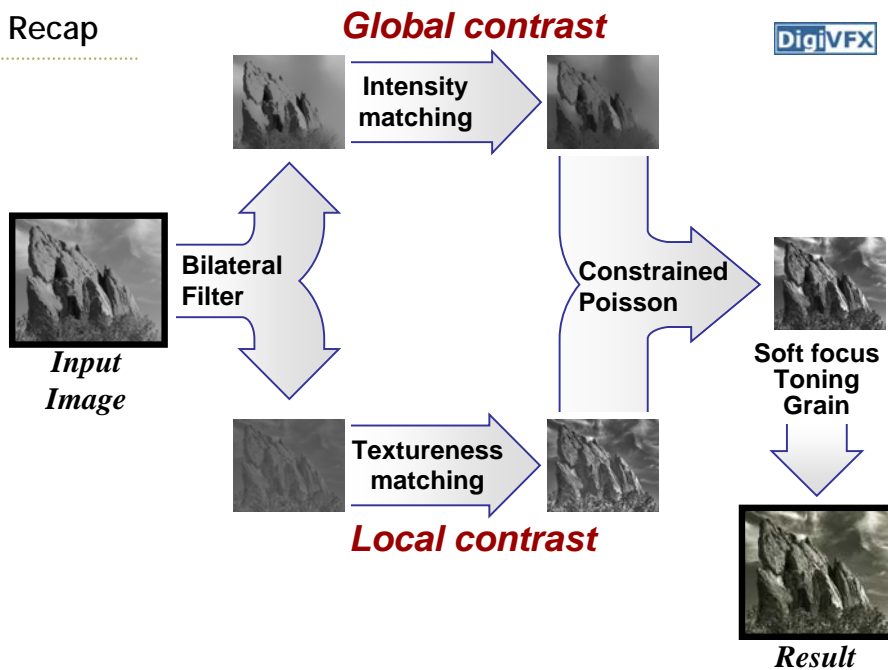 Recap
Global contrast
DigiVFX
Intensity
matching
Bilateral
Filter
Input
Image
Constrained
Poisson
Textureness
matching
Local contrast
Soft focus
Toning
Grain
Result